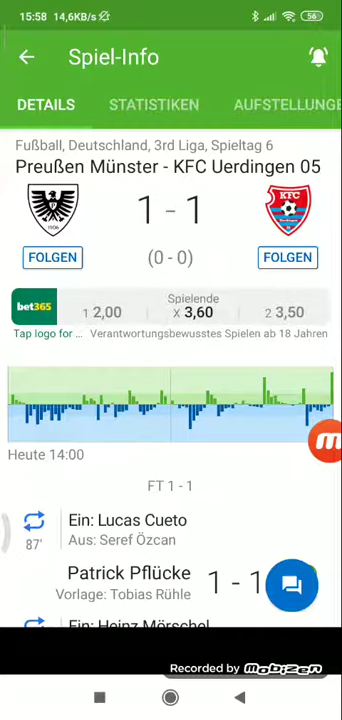 15:58 14,6KB/s 56
Spiel-Info
DETAILS STATISTIKEN AUFSTELLUNGE
Fußball, Deutschland, 3rd Liga, Spieltag 6
Preußen Münster - KFC Uerdingen 05
1906
KFC
1 - 1
FOLGEN (0 - 0) FOLGEN
Spielende
bet365 1 2,00 X 3,60 2 3,50
Tap logo for ... Verantwortungsbewusstes Spielen ab 18 Jahren
Heute 14:00
FT 1 - 1
Ein: Lucas Cueto
87' Aus: Seref Özcan
Patrick Pflücke 1 - 1
Vorlage: Tobias Rühle
Ein: Heinz Mörschel
Recorded by MOBIZEN